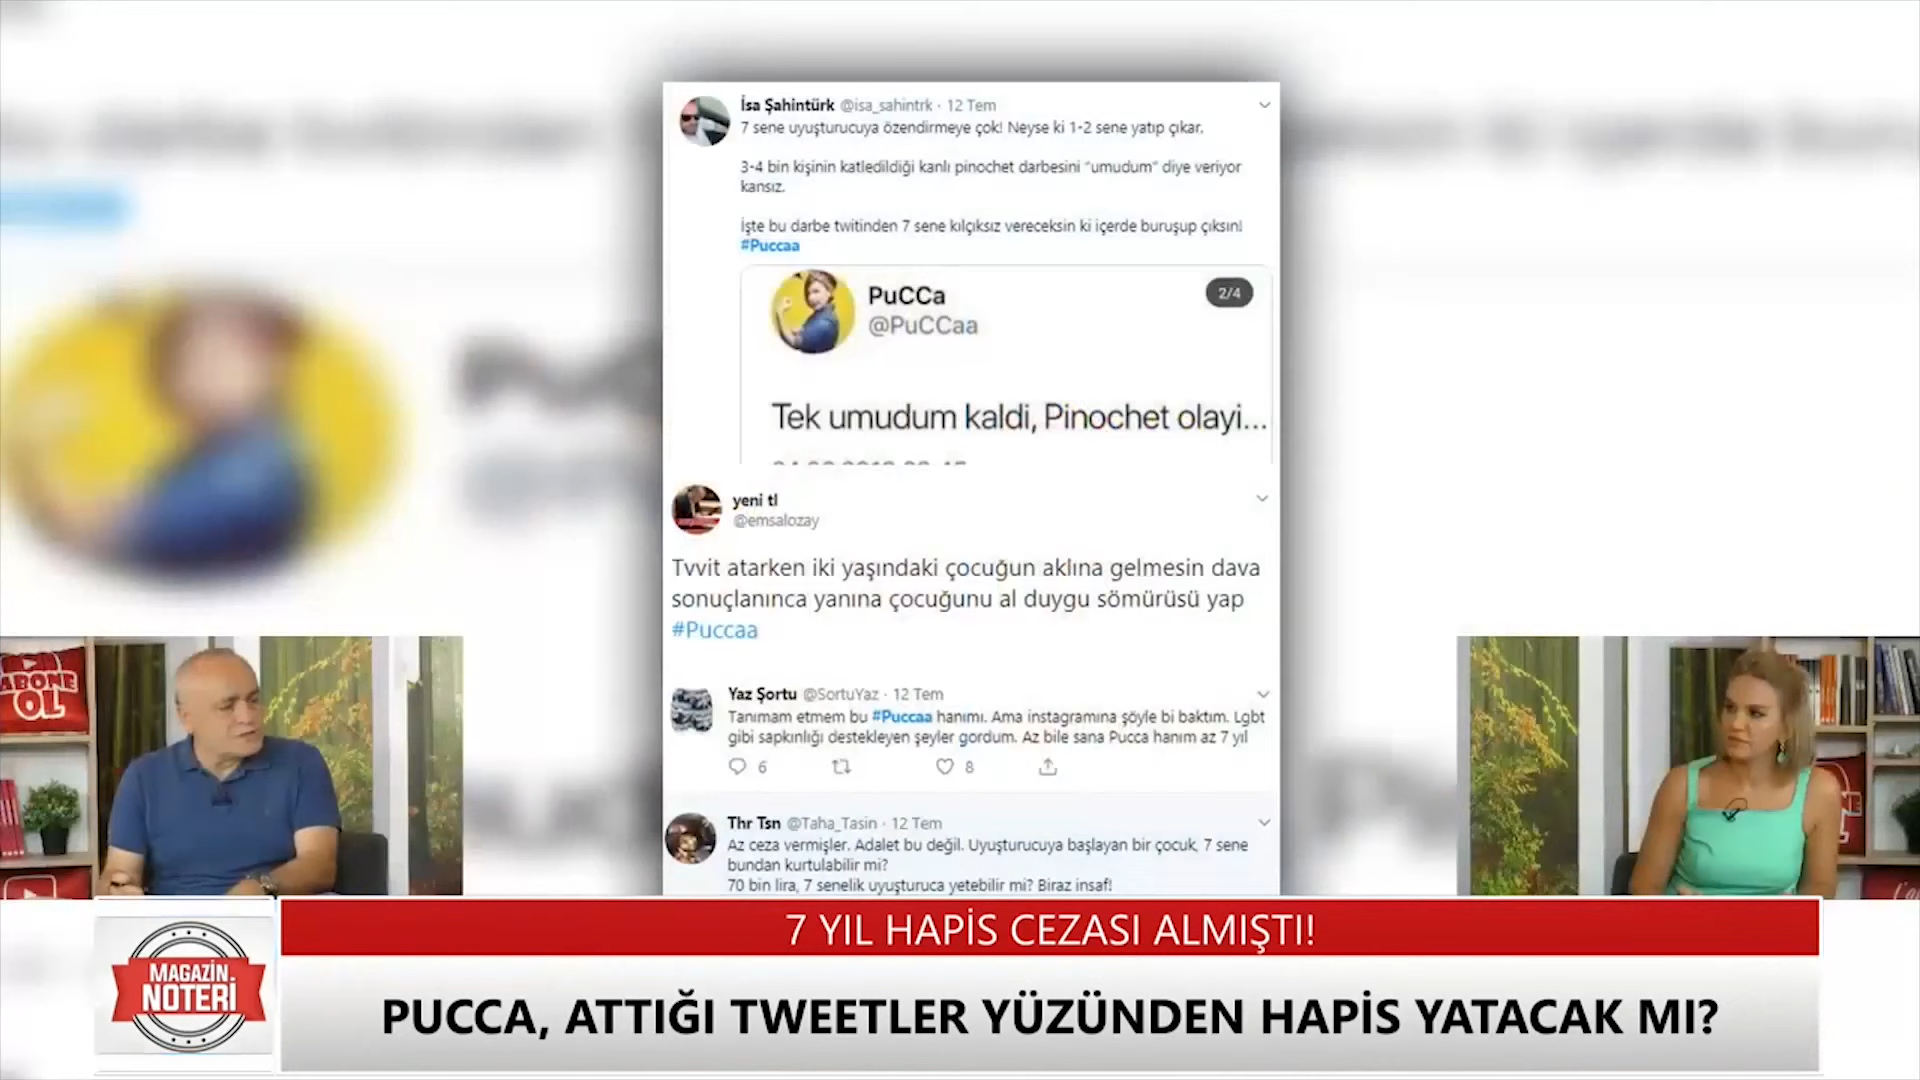 İsa Şahintürk @isa_sahintrk · 12 Tem
7 sene uyuşturucuya özendirmeye çok! Neyse ki 1-2 sene yatıp çıkar.
3-4 bin kişinin katledildiği kanlı pinochet darbesini "umudum" diye veriyor
kansız.
İşte bu darbe twitinden 7 sene kılçıksız vereceksin ki içerde buruşup çıksın!
#Puccaa
PuCCa
2/4
@PuCCaa
Tek umudum kaldi, Pinochet olayi...
yeni tl
@emsalozay
Tvvit atarken iki yaşındaki çocuğun aklına gelmesin dava
sonuçlanınca yanına çocuğunu al duygu sömürüsü yap
#Puccaa
Yaz Şortu @SortuYaz · 12 Tem
Tanımam etmem bu #Puccaa hanımı. Ama instagramına şöyle bi baktım. Lgbt
gibi sapkınlığı destekleyen şeyler gordum. Az bile sana Pucca hanım az 7 yıl
6 8
Thr Tsn @Taha_Tasin · 12 Tem
Az ceza vermişler. Adalet bu değil. Uyuşturucuya başlayan bir çocuk, 7 sene
bundan kurtulabilir mi?
70 bin lira, 7 senelik uyuşturuca yetebilir mi? Biraz insaf!
ABONE
OL
7 YIL HAPİS CEZASI ALMIŞTI!
MAGAZİN
NOTERİ
PUCCA, ATTIĞI TWEETLER YÜZÜNDEN HAPİS YATACAK MI?